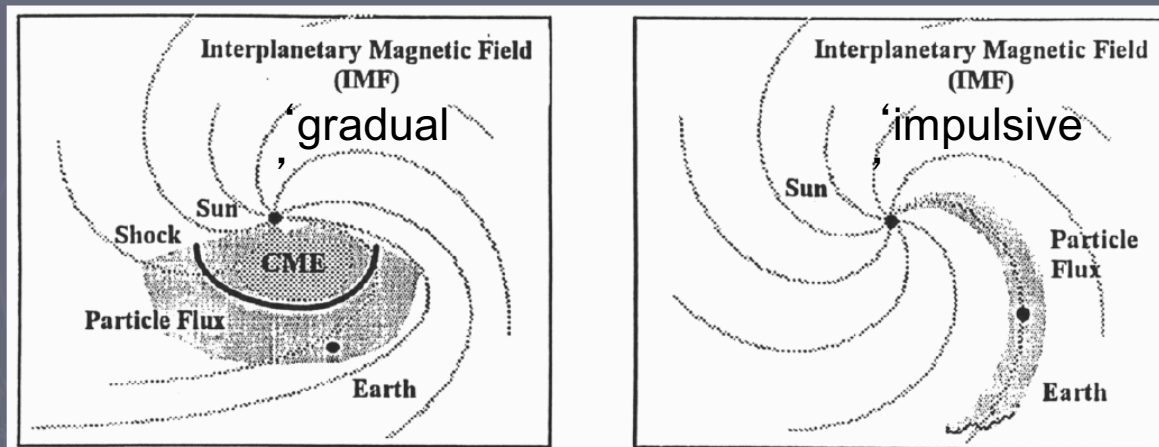 Interplanetary Magnetic Field
(IMF)
‘gradual
’
Sun
Shock
CME
Particle Flux
Earth
Interplanetary Magnetic Field
(IMF)
‘impulsive
’
Sun
Particle
Flux
Earth